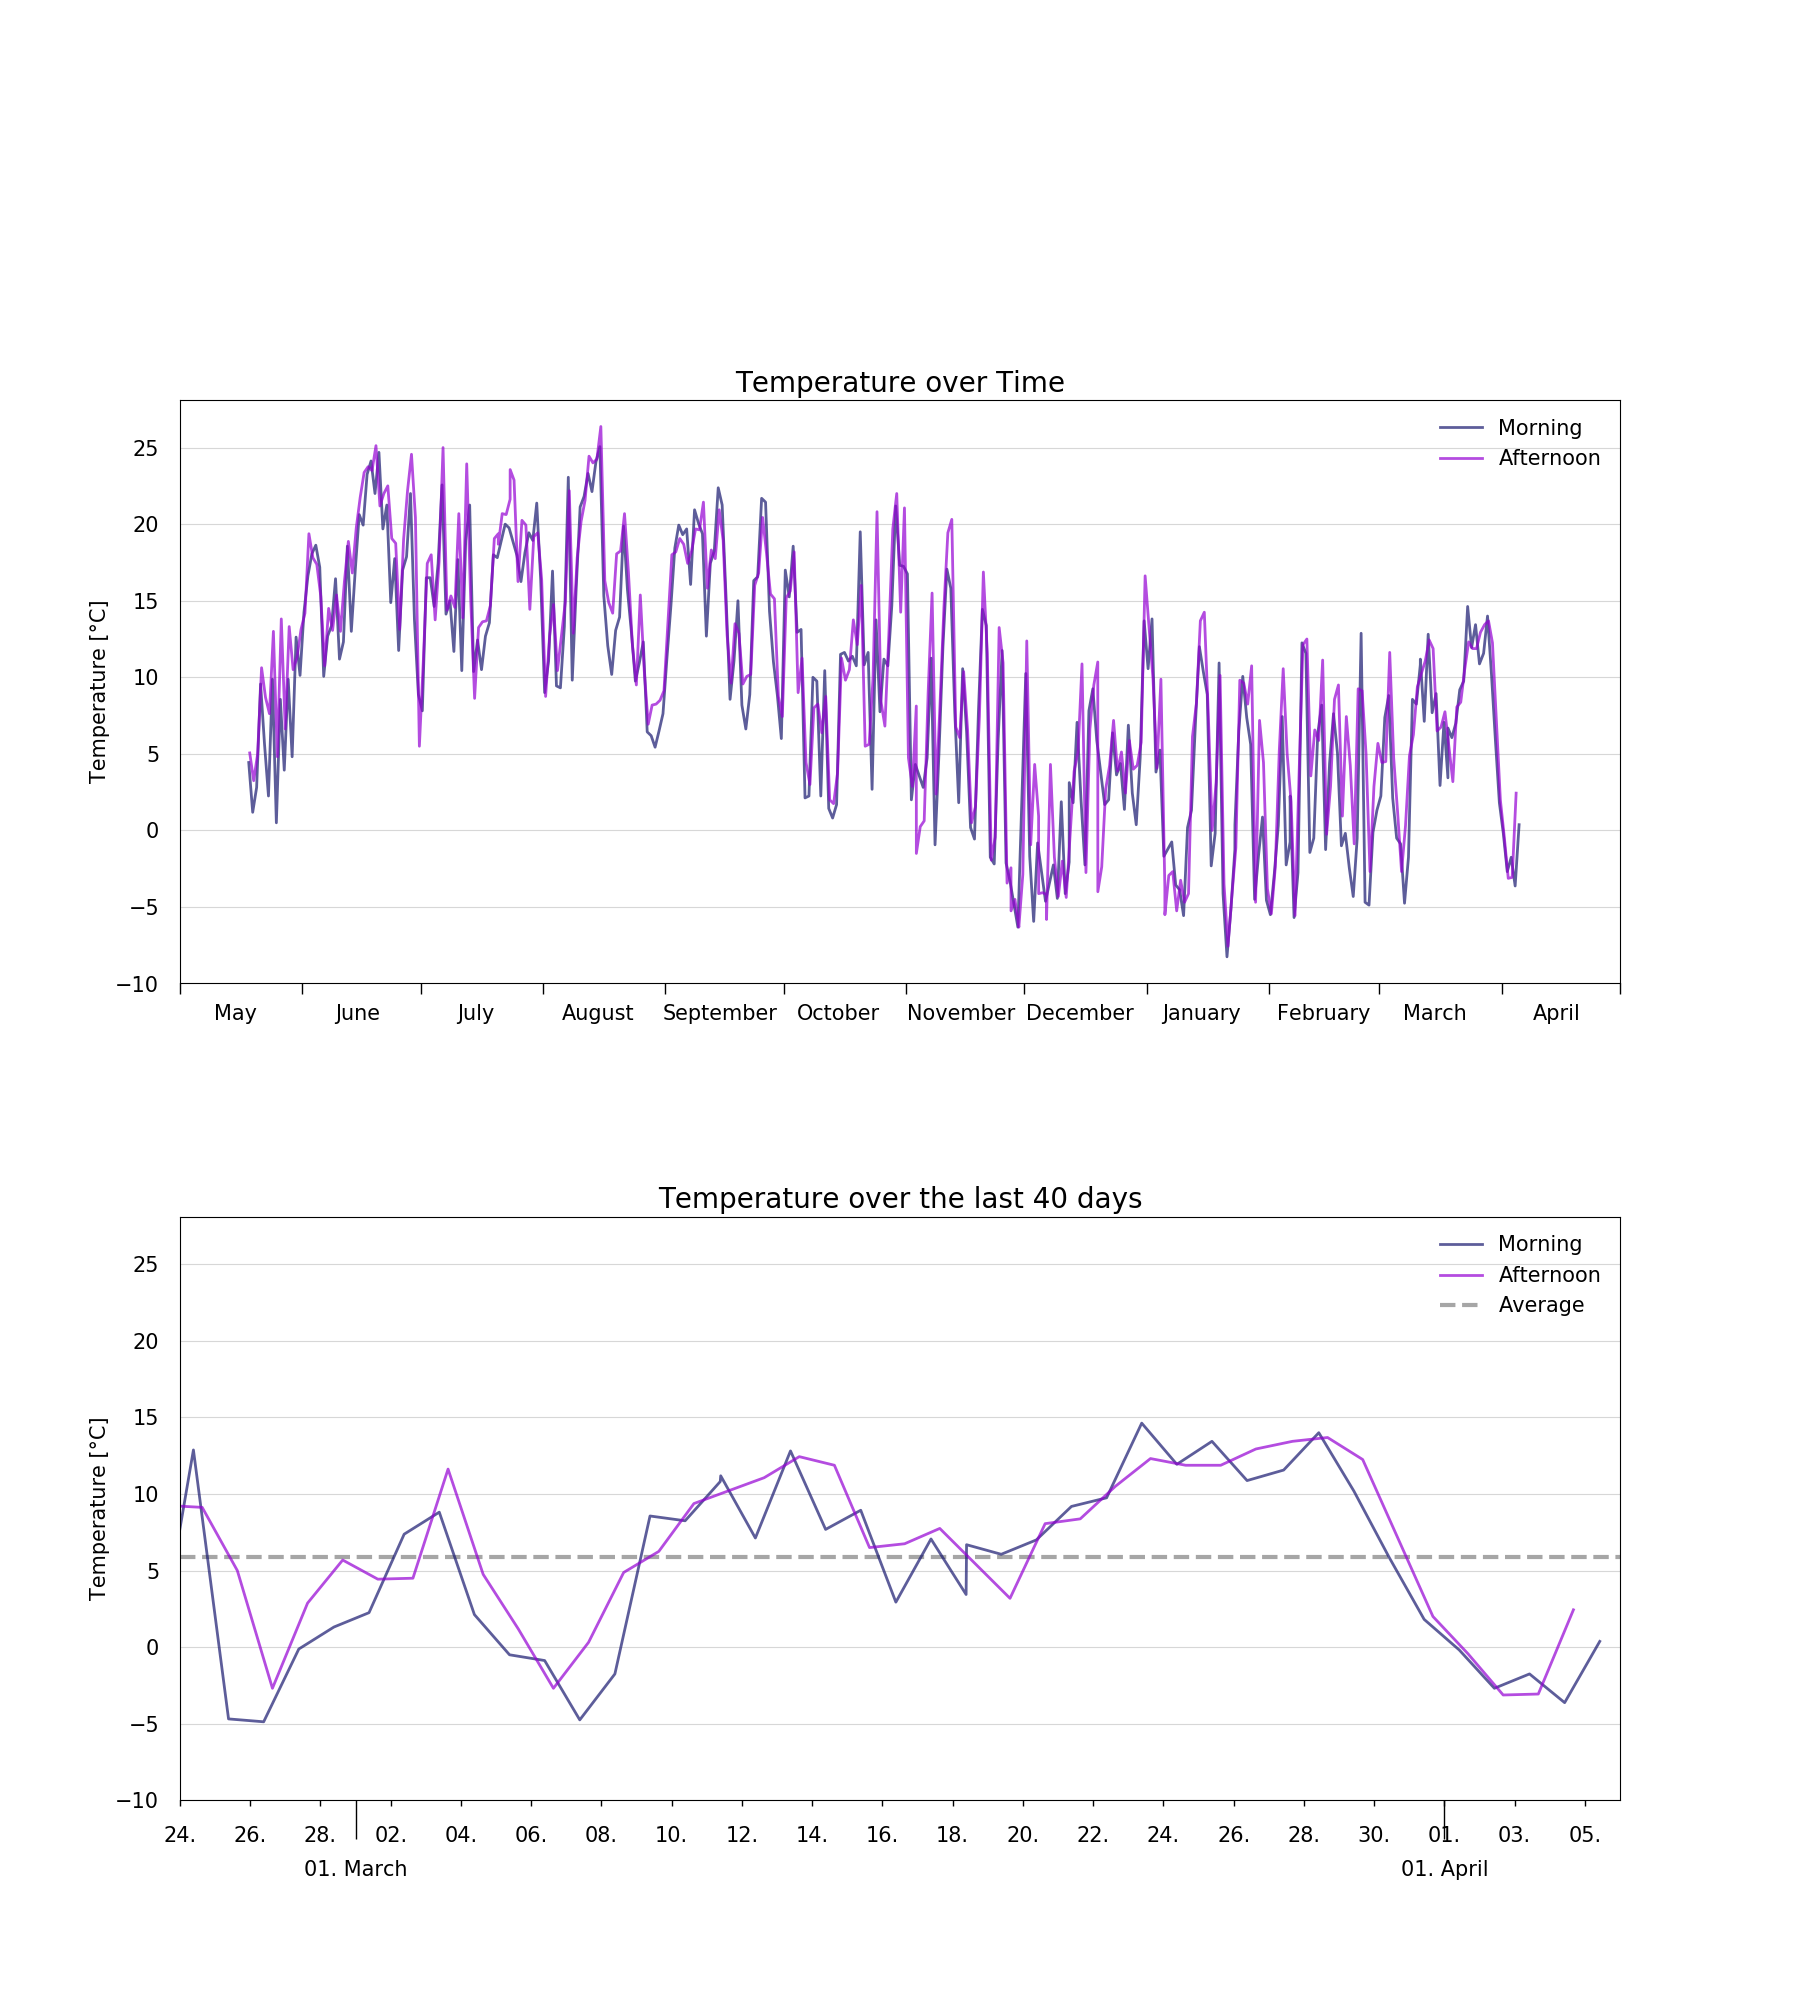 Temperature over Time
Morning
Afternoon
Temperature [°C]
25
20
15
10
5
0
−5
−10
May June July August September October November December January February March April
Temperature over the last 40 days
Morning
Afternoon
Average
Temperature [°C]
25
20
15
10
5
0
−5
−10
24. 26. 28. 02. 04. 06. 08. 10. 12. 14. 16. 18. 20. 22. 24. 26. 28. 30. 01. 03. 05.
01. March 01. April